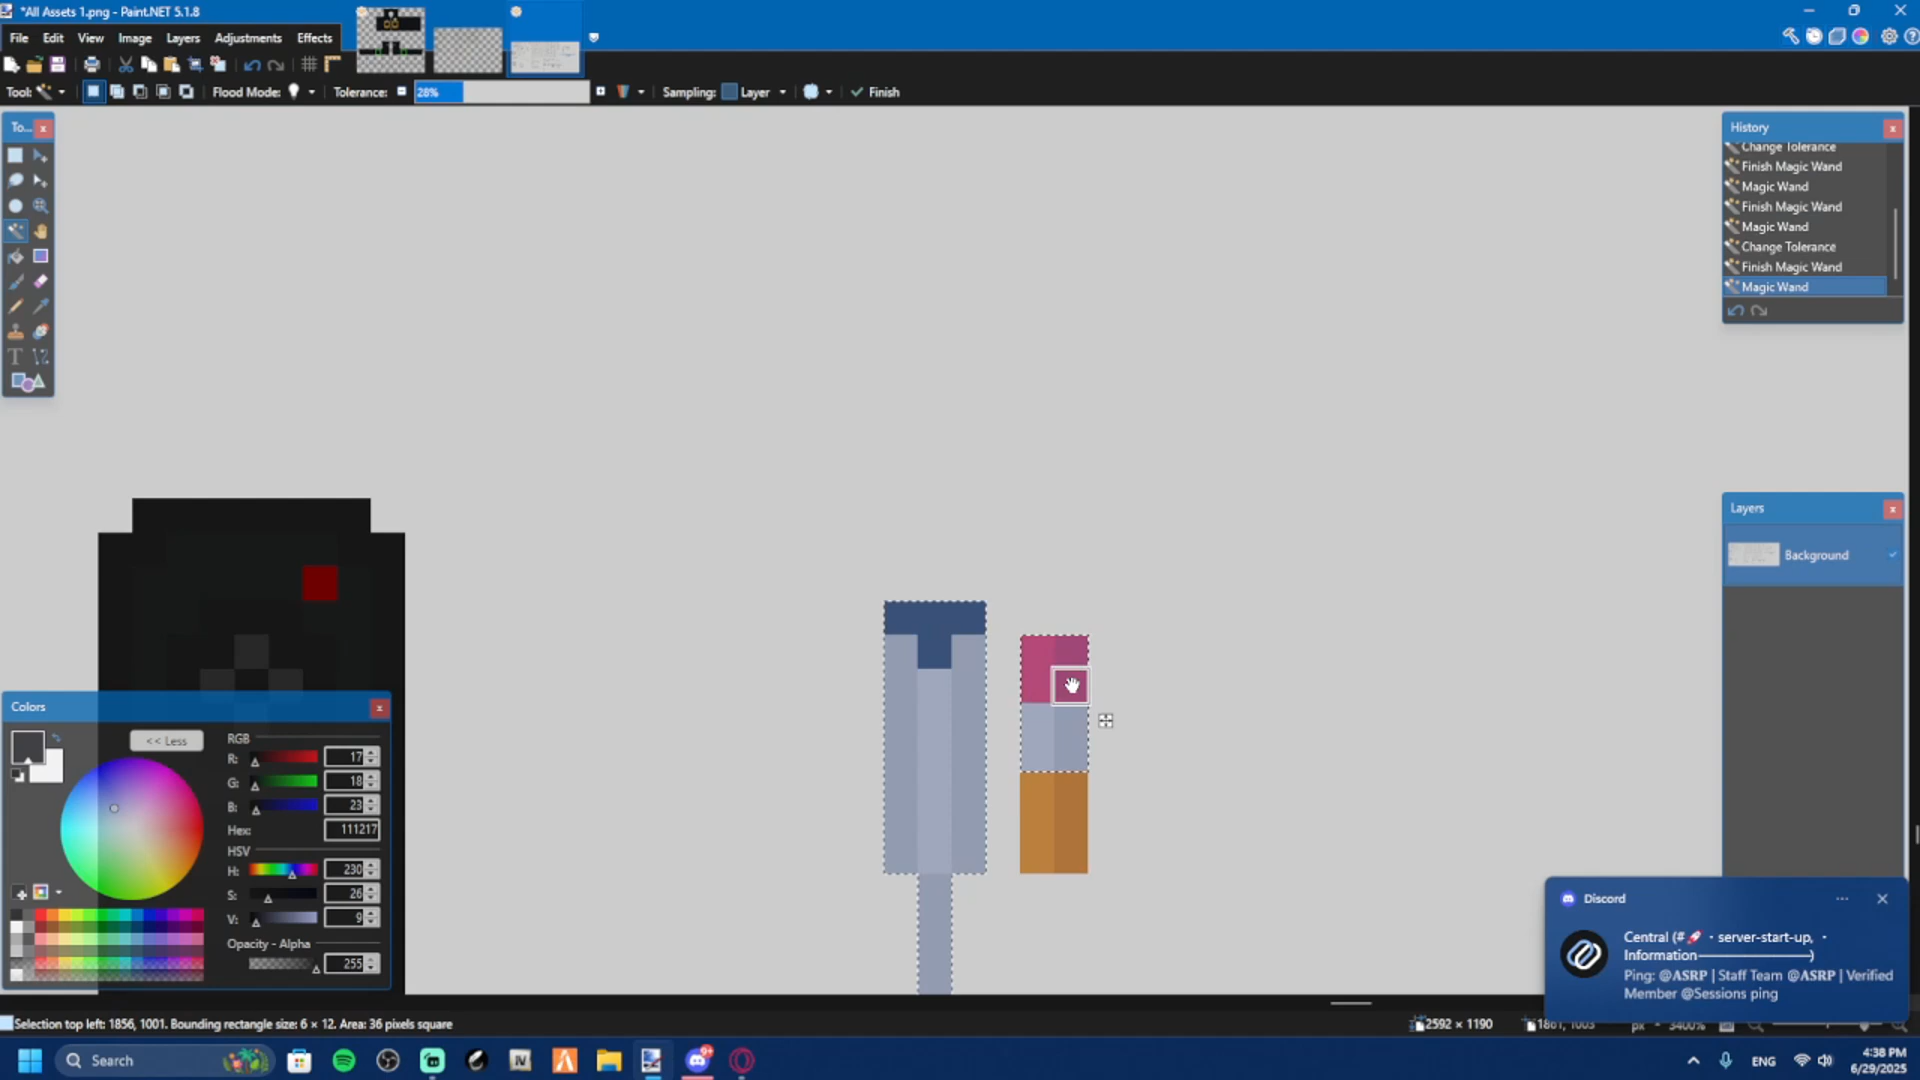 *All Assets 1.png - Paint.NET 5.1.8
File Edit View Image Layers Adjustments Effects
Tool: Flood Mode: Tolerance: 28% Sampling: Layer Finish
To...
History
Change Tolerance
Finish Magic Wand
Magic Wand
Finish Magic Wand
Magic Wand
Change Tolerance
Finish Magic Wand
Magic Wand
Layers
Background
Colors
<< Less
RGB
R: 17
G: 18
B: 23
Hex: 111217
HSV
H: 230
S: 26
V: 9
Opacity - Alpha
255
Discord
Central (#🚀・server-start-up, ・
Information━━━━━━━━)
Ping: @ASRP | Staff Team @ASRP | Verified
Member @Sessions ping
Selection top left: 1856, 1001. Bounding rectangle size: 6 × 12. Area: 36 pixels square
2592 × 1190
1861, 1003
px
3400%
Search
ENG
4:38 PM
6/29/2025